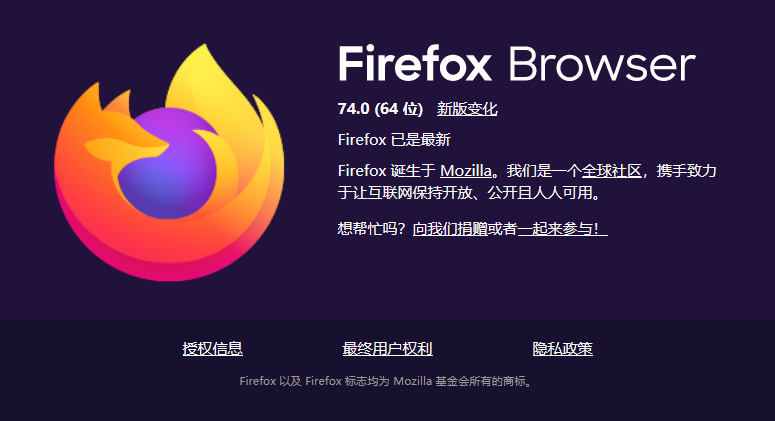 Firefox Browser
74.0 (64 位) 新版变化
Firefox 已是最新
Firefox 诞生于 Mozilla。我们是一个全球社区，携手致力
于让互联网保持开放、公开且人人可用。
想帮忙吗？向我们捐赠或者一起来参与！
授权信息 最终用户权利 隐私政策
Firefox 以及 Firefox 标志均为 Mozilla 基金会所有的商标。